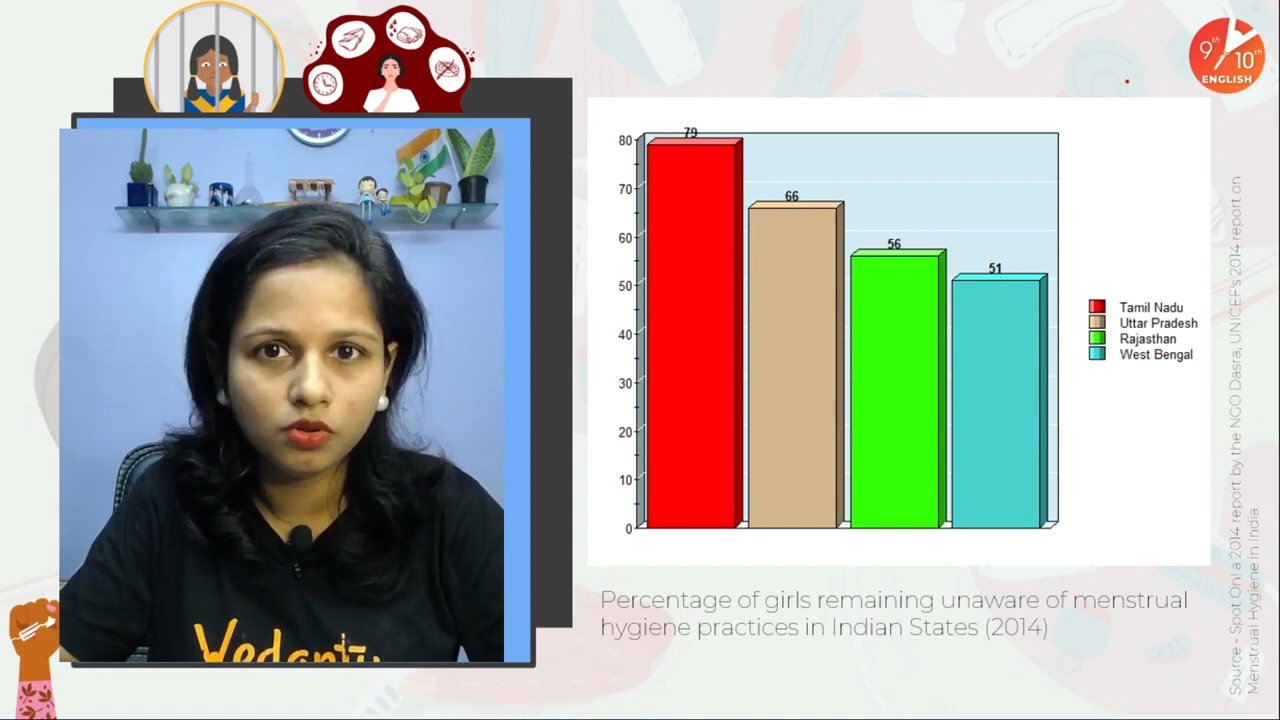 9th 10th
ENGLISH
79
66
56
51
80
70
60
50
40
30
20
10
0
Tamil Nadu
Uttar Pradesh
Rajasthan
West Bengal
Percentage of girls remaining unaware of menstrual
hygiene practices in Indian States (2014)
Source - Spot On! a 2014 report by the NGO Dasra, UNICEF's 2014 report on
Menstrual Hygiene in India
Vedantu